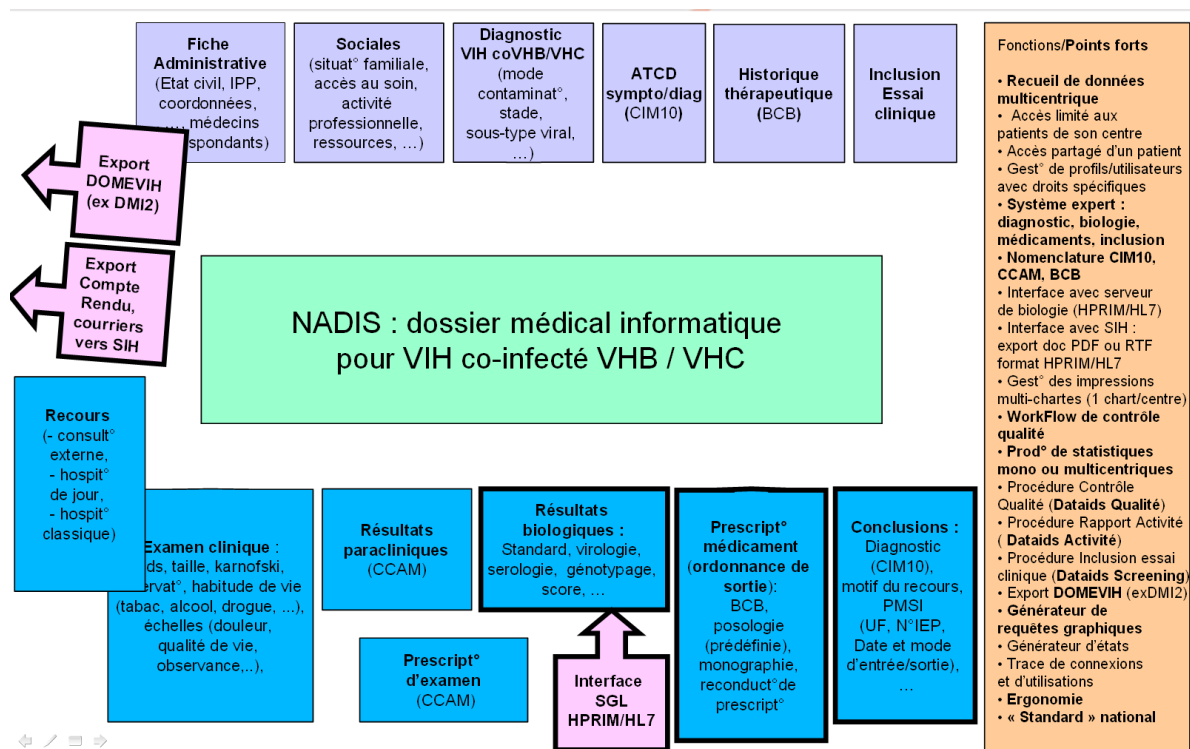 Fiche
Administrative
(Etat civil, IPP,
coordonnées,
médecins
spondants)
Sociales
(situat° familiale,
accès au soin,
activité
professionnelle,
ressources, …)
Diagnostic
VIH coVHB/VHC
(mode
contaminat°,
stade,
sous-type viral,
…)
ATCD
sympto/diag
(CIM10)
Historique
thérapeutique
(BCB)
Inclusion
Essai
clinique
Export
DOMEVIH
(ex DMI2)
Export
Compte
Rendu,
courriers
vers SIH
NADIS : dossier médical informatique
pour VIH co-infecté VHB / VHC
Recours
(- consult°
externe,
- hospit°
de jour,
- hospit°
classique)
Examen clinique :
ds, taille, karnofski,
ervat°, habitude de vie
(tabac, alcool, drogue, ...),
échelles (douleur,
qualité de vie,
observance,..),
Résultats
paracliniques
(CCAM)
Prescript°
d'examen
(CCAM)
Résultats
biologiques :
Standard, virologie,
serologie, génotypage,
score, …
Interface
SGL
HPRIM/HL7
Prescript°
médicament
(ordonnance de
sortie):
BCB,
posologie
(prédéfinie),
monographie,
reconduct°de
prescript°
Conclusions :
Diagnostic
(CIM10),
motif du recours,
PMSI
(UF, N°IEP,
Date et mode
d'entrée/sortie),
…
Fonctions/Points forts
• Recueil de données
multicentrique
• Accès limité aux
patients de son centre
• Accès partagé d'un patient
• Gest° de profils/utilisateurs
avec droits spécifiques
• Système expert :
diagnostic, biologie,
médicaments, inclusion
• Nomenclature CIM10,
CCAM, BCB
• Interface avec serveur
de biologie (HPRIM/HL7)
• Interface avec SIH :
export doc PDF ou RTF
format HPRIM/HL7
• Gest° des impressions
multi-chartes (1 chart/centre)
• WorkFlow de contrôle
qualité
• Prod° de statistiques
mono ou multicentriques
• Procédure Contrôle
Qualité (Dataids Qualité)
• Procédure Rapport Activité
( Dataids Activité)
• Procédure Inclusion essai
clinique (Dataids Screening)
• Export DOMEVIH (exDMI2)
• Générateur de
requêtes graphiques
• Générateur d'états
• Trace de connexions
et d'utilisations
• Ergonomie
• « Standard » national